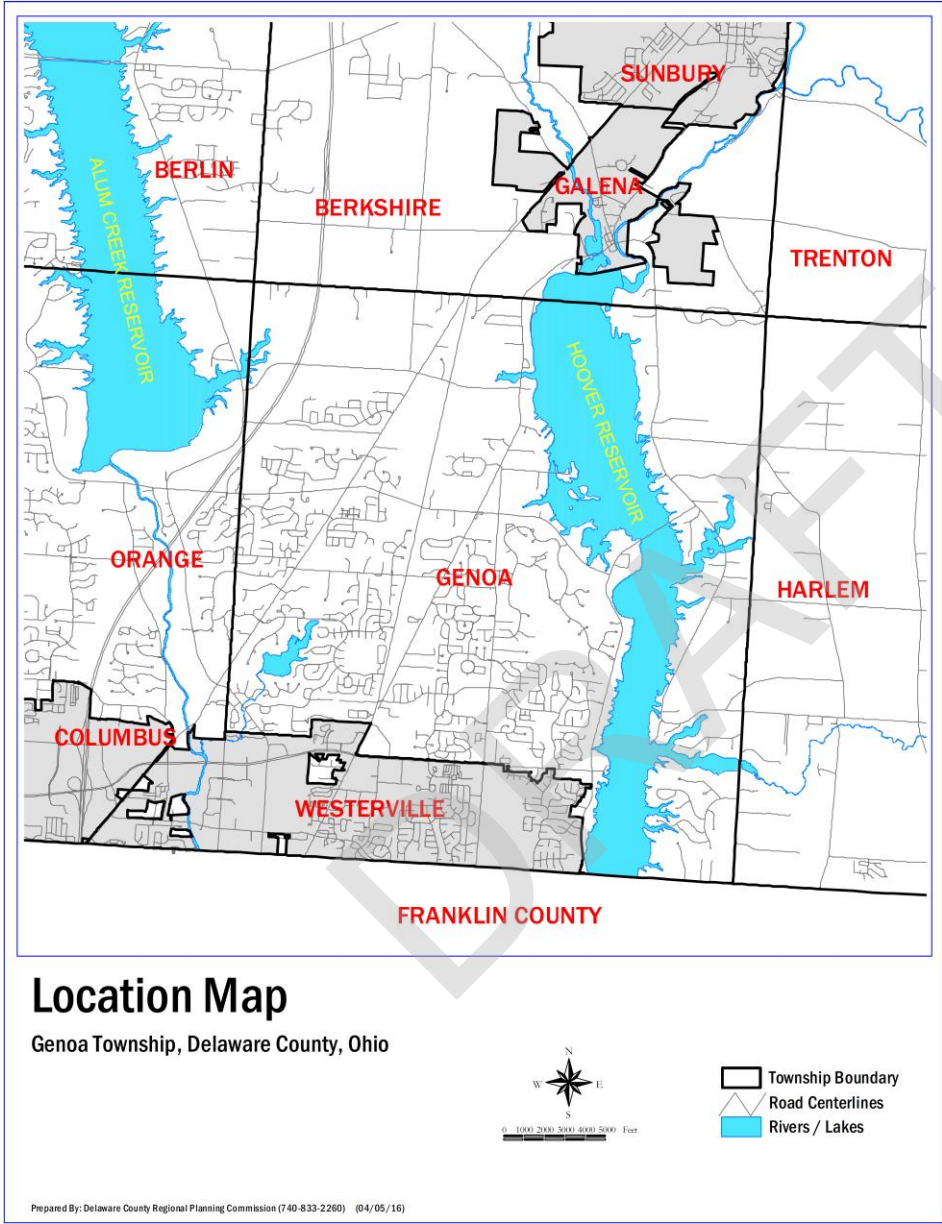 SUNBURY
BERLIN
ALUM CREEK RESERVOIR
BERKSHIRE
GALENA
TRENTON
HOOVER RESERVOIR
ORANGE
GENOA
HARLEM
COLUMBUS
WESTERVILLE
FRANKLIN COUNTY
DRAFT
Location Map
Genoa Township, Delaware County, Ohio
N
W E
S
0 1000 2000 3000 4000 5000 Feet
Township Boundary
Road Centerlines
Rivers / Lakes
Prepared By: Delaware County Regional Planning Commission (740-833-2260) (04/05/16)